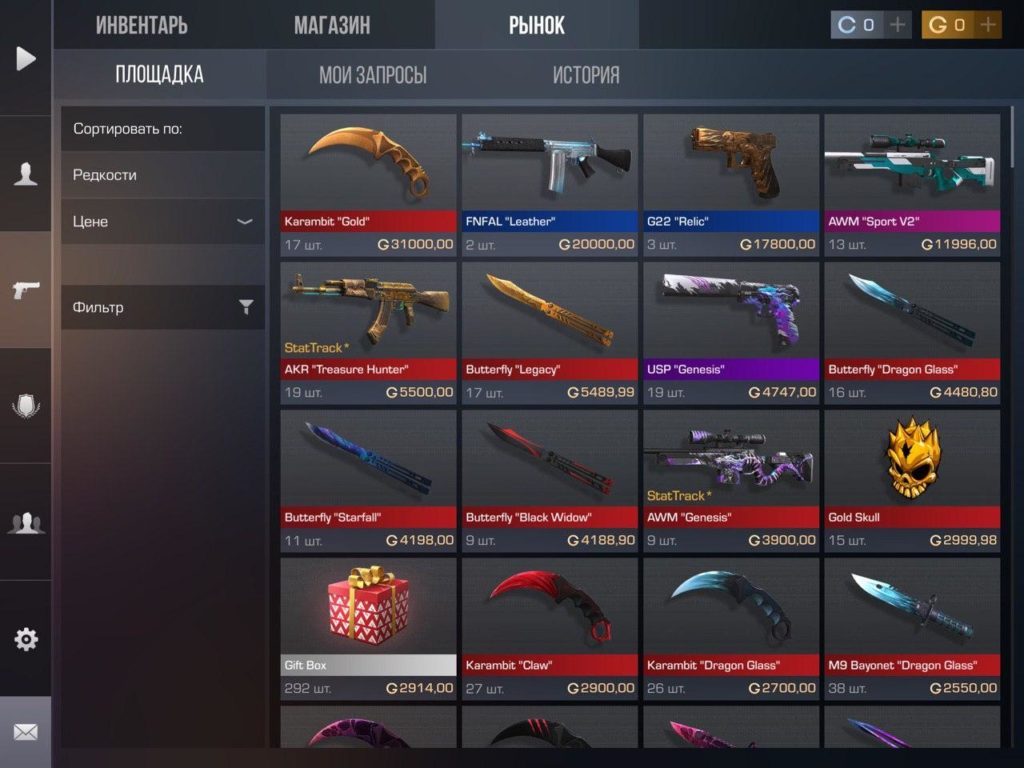 ИНВЕНТАРЬ МАГАЗИН РЫНОК C 0 + G 0 +
ПЛОЩАДКА МОИ ЗАПРОСЫ ИСТОРИЯ
Сортировать по:
Редкости
Цене
Фильтр
Karambit "Gold" FNFAL "Leather" G22 "Relic" AWM "Sport V2"
17 шт. G31000,00 2 шт. G20000,00 3 шт. G17800,00 13 шт. G11996,00
StatTrack*
AKR "Treasure Hunter" Butterfly "Legacy" USP "Genesis" Butterfly "Dragon Glass"
19 шт. G5500,00 17 шт. G5489,99 19 шт. G4747,00 16 шт. G4480,80
StatTrack*
Butterfly "Starfall" Butterfly "Black Widow" AWM "Genesis" Gold Skull
11 шт. G4198,00 9 шт. G4188,90 9 шт. G3900,00 15 шт. G2999,98
Gift Box Karambit "Claw" Karambit "Dragon Glass" M9 Bayonet "Dragon Glass"
292 шт. G2914,00 27 шт. G2900,00 26 шт. G2700,00 38 шт. G2550,00